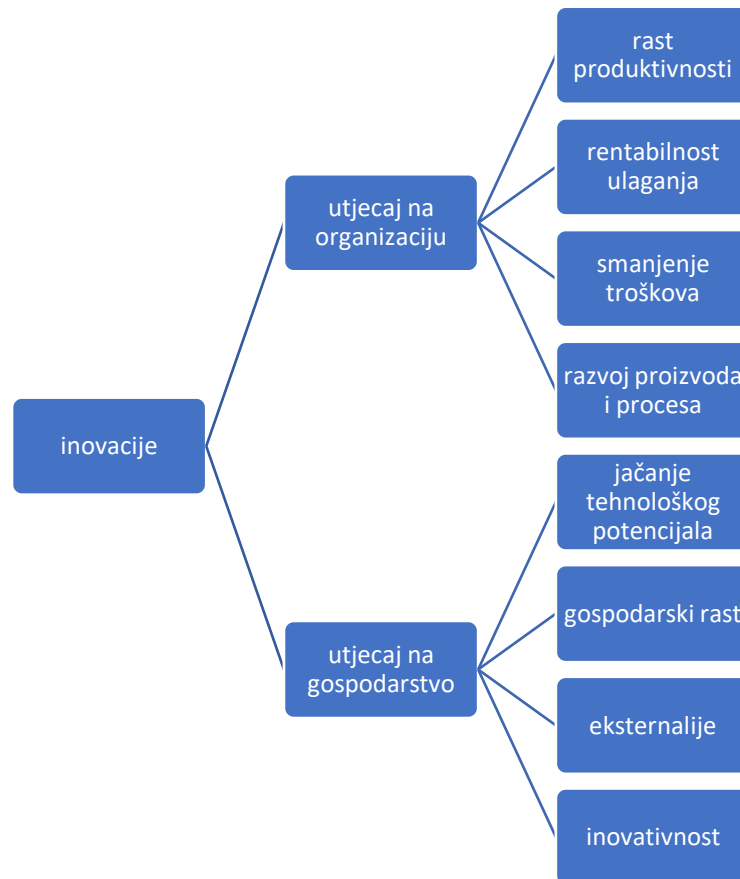 inovacije
utjecaj na
organizaciju
rast
produktivnosti
rentabilnost
ulaganja
smanjenje
troškova
razvoj proizvoda
i procesa
utjecaj na
gospodarstvo
jačanje
tehnološkog
potencijala
gospodarski rast
eksternalije
inovativnost